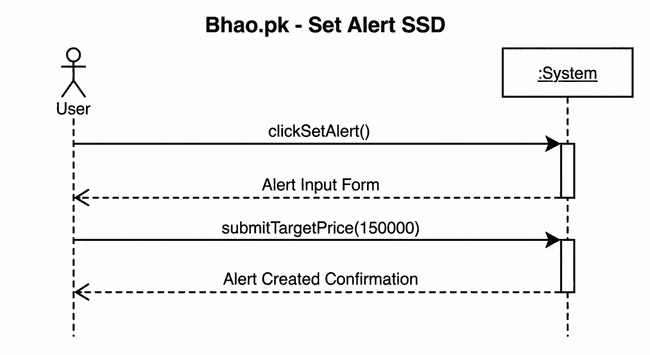 Bhao.pk - Set Alert SSD
User
:System
clickSetAlert()
Alert Input Form
submitTargetPrice(150000)
Alert Created Confirmation